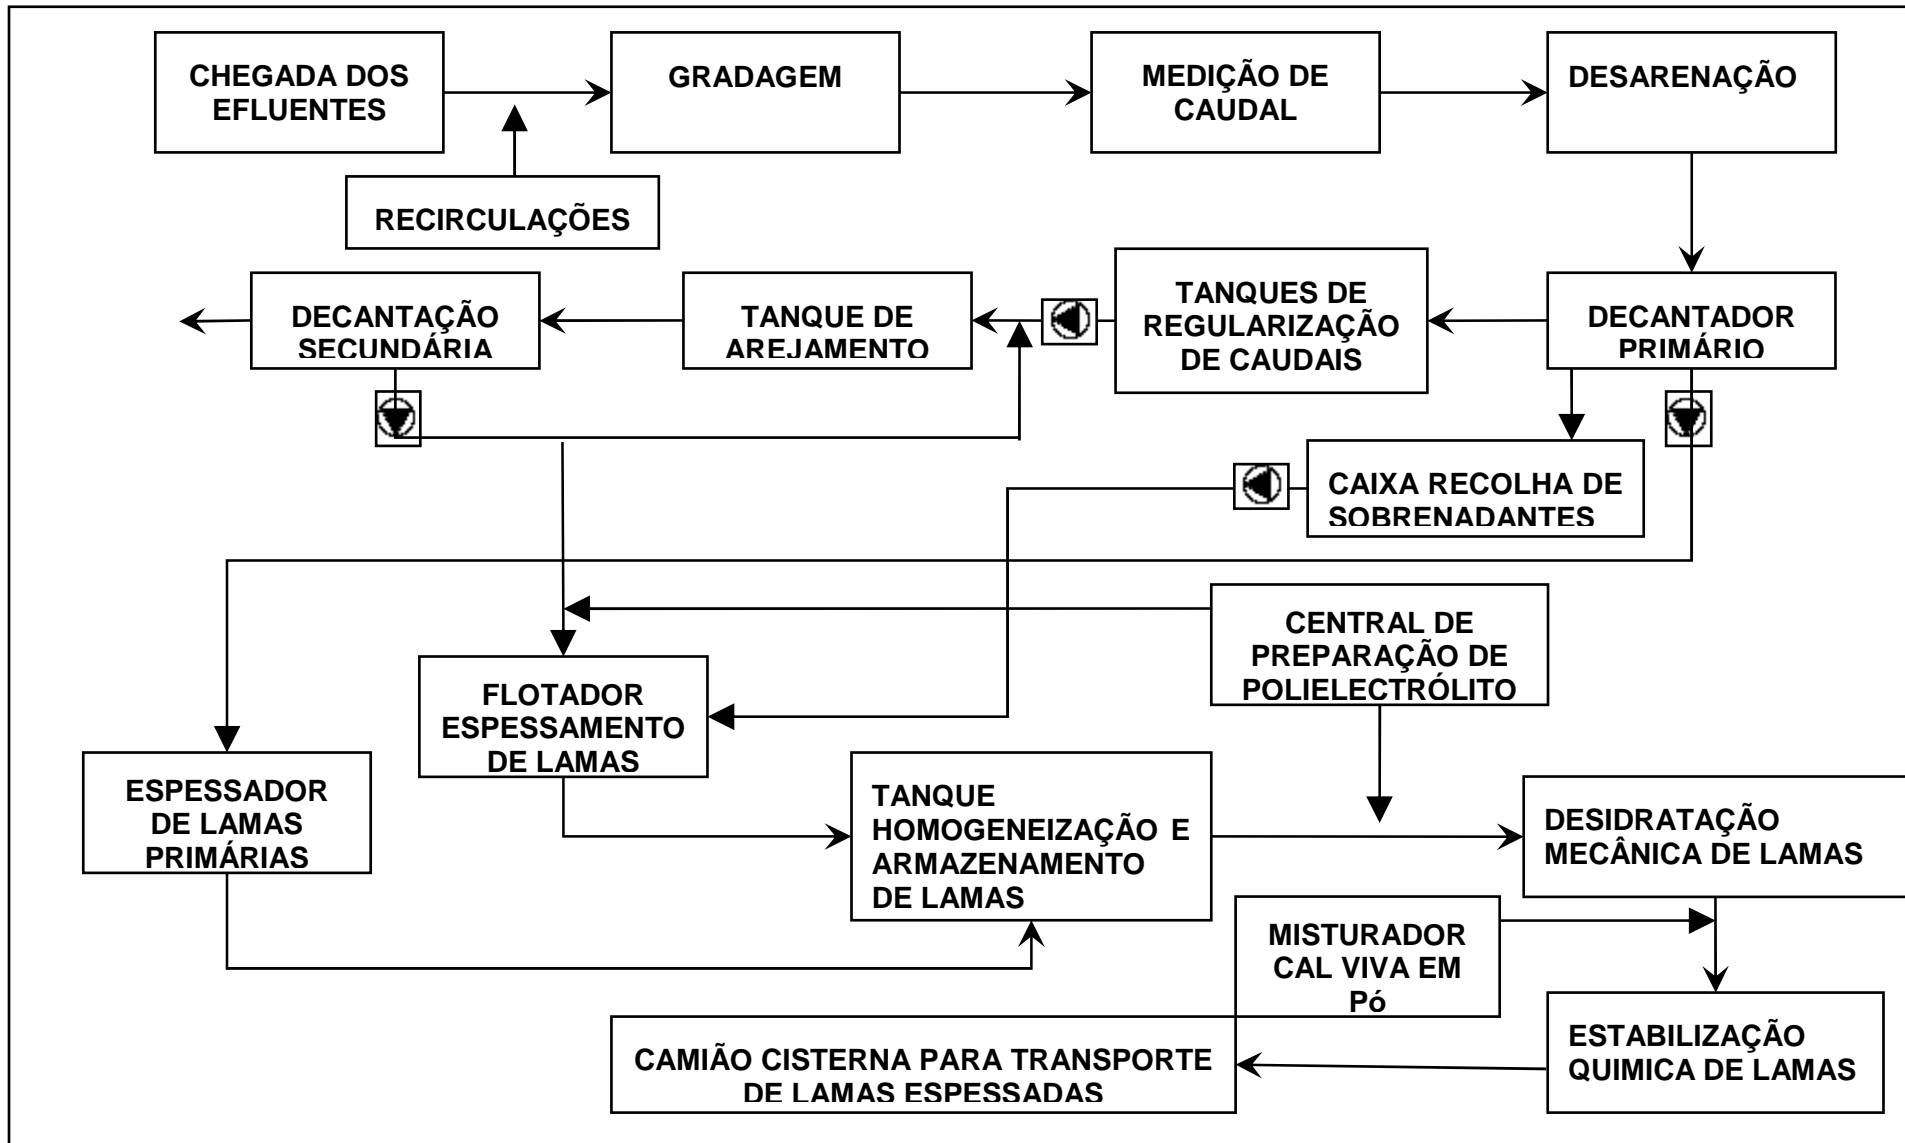 CHEGADA DOS
EFLUENTES
GRADAGEM
MEDIÇÃO DE
CAUDAL
DESARENAÇÃO
RECIRCULAÇÕES
DECANTAÇÃO
SECUNDÁRIA
TANQUE DE
AREJAMENTO
TANQUES DE
REGULARIZAÇÃO
DE CAUDAIS
DECANTADOR
PRIMÁRIO
CAIXA RECOLHA DE
SOBRENADANTES
CENTRAL DE
PREPARAÇÃO DE
POLIELECTRÓLITO
FLOTADOR
ESPESSAMENTO
DE LAMAS
ESPESSADOR
DE LAMAS
PRIMÁRIAS
TANQUE
HOMOGENEIZAÇÃO E
ARMAZENAMENTO
DE LAMAS
DESIDRATAÇÃO
MECÂNICA DE LAMAS
MISTURADOR
CAL VIVA EM
Pó
ESTABILIZAÇÃO
QUIMICA DE LAMAS
CAMIÃO CISTERNA PARA TRANSPORTE
DE LAMAS ESPESSADAS